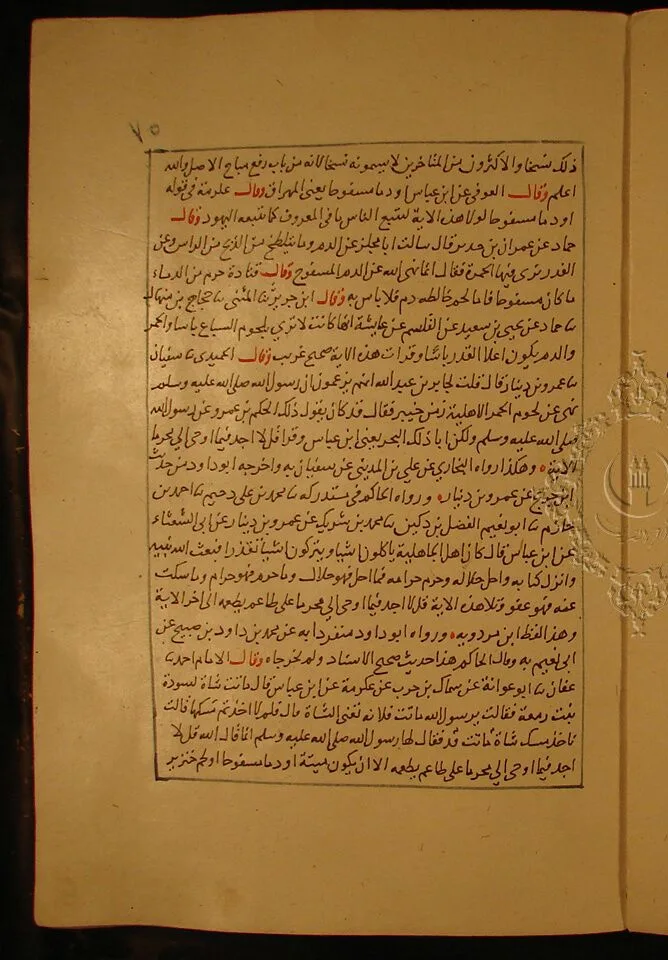 ٧٥
ذلك نسخا والاكثرون من المتاخرين لا يسمونه نسخا لانه من باب رفع مباح الاصل والله
اعلم وقال العوفي عن ابن عباس او دما مسفوحا يعني المهراق وقال عكرمة في قوله
او دما مسفوحا لولا هذه الاية لتتبع الناس ما في المعروف كما تتبعه اليهود وقال
حماد عن عمران بن حدير قال سالت ابا مجلز عن الدم وما يتلطخ من الذبح من الراس وعن
القدر يرى فيها الحمرة فقال انما نهى الله عن الدم المسفوح وقال قتادة حرم من الدماء
ما كان مسفوحا فاما لحم خالطه دم فلا باس به وقال ابن جرير ثنا المثنى ثنا حجاج بن منهال
ثنا حماد عن يحيى بن سعيد عن القاسم عن عايشة انها كانت لا ترى بلحوم السباع باسا والحمر
والدم يكون اعلا القدر باسا وقرات هذه الاية صحيح غريب وقال الحميدي ثنا سفيان
ثنا عمرو بن دينار قال قلت لجابر بن عبد الله انهم يزعمون ان رسول الله صلى الله عليه وسلم
نهى عن لحوم الحمر الاهلية زمن خيبر فقال قد كان يقول ذلك الحكم بن عمرو عن رسول الله
صلى الله عليه وسلم ولكن ابا ذلك البحر يعني ابن عباس وقرا قل لا اجد فيما اوحى الي محرما
الاية وهكذا رواه البخاري عن علي بن المديني عن سفيان به واخرجه ابو داود من حديث
ابن جريج عن عمرو بن دينار ورواه الحاكم في مستدركه ثنا محمد بن علي دحيم ثنا احمد بن
حازم ثنا ابو نعيم الفضل بن دكين ثنا محمد بن شريك عن عمرو بن دينار عن ابي الشعثاء
عن ابن عباس قال كان اهل الجاهلية ياكلون اشيا ويتركون اشيا تقذرا فبعث الله نبيه
وانزل كتابه واحل حلاله وحرم حرامه فما احل فهو حلال وما حرم فهو حرام وما سكت
عنه فهو عفو وتلا هذه الاية قل لا اجد فيما اوحى الي محرما على طاعم يطعمه الى اخر الاية
وهذا لفظ ابن مردويه ورواه ابو داود منفردا به عن محمد بن داود بن صبيح عن
ابي نعيم به وقال الحاكم هذا حديث صحيح الاسناد ولم يخرجاه وقال الامام احمد ثنا
عفان ثنا ابو عوانة عن سماك بن حرب عن عكرمة عن ابن عباس قال ماتت شاة لسودة
بنت زمعة فقالت يرسول الله ماتت فلانه تعني الشاة قال فلم لا اخذتم مسكها قالت
ناخذ مسك شاة ماتت قد فقال لها رسول الله صلى الله عليه وسلم انما قال الله قل لا
اجد فيما اوحى الي محرما على طاعم يطعمه الا ان يكون ميتة او دما مسفوحا او لحم خنزير